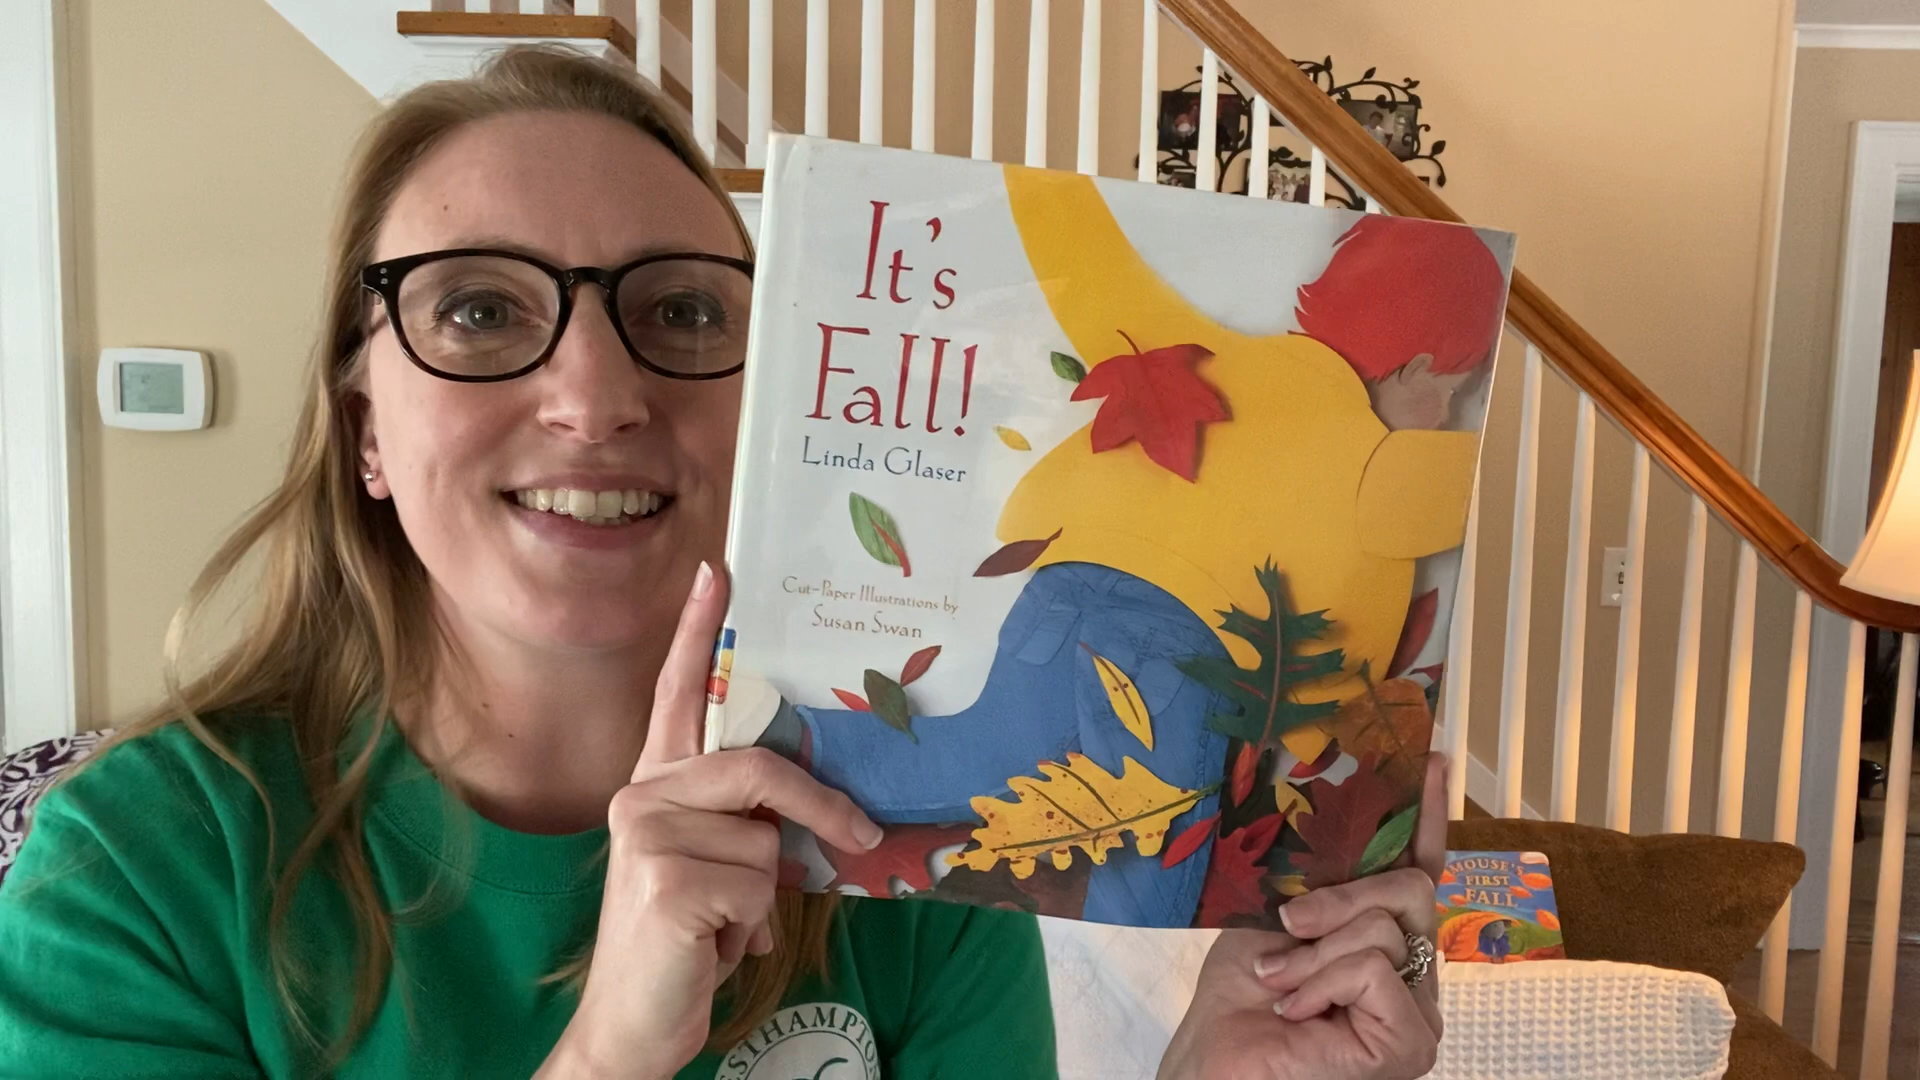 It's
Fall!
Linda Glaser
Cut-Paper Illustrations by
Susan Swan
MOUSE'S
FIRST
FALL